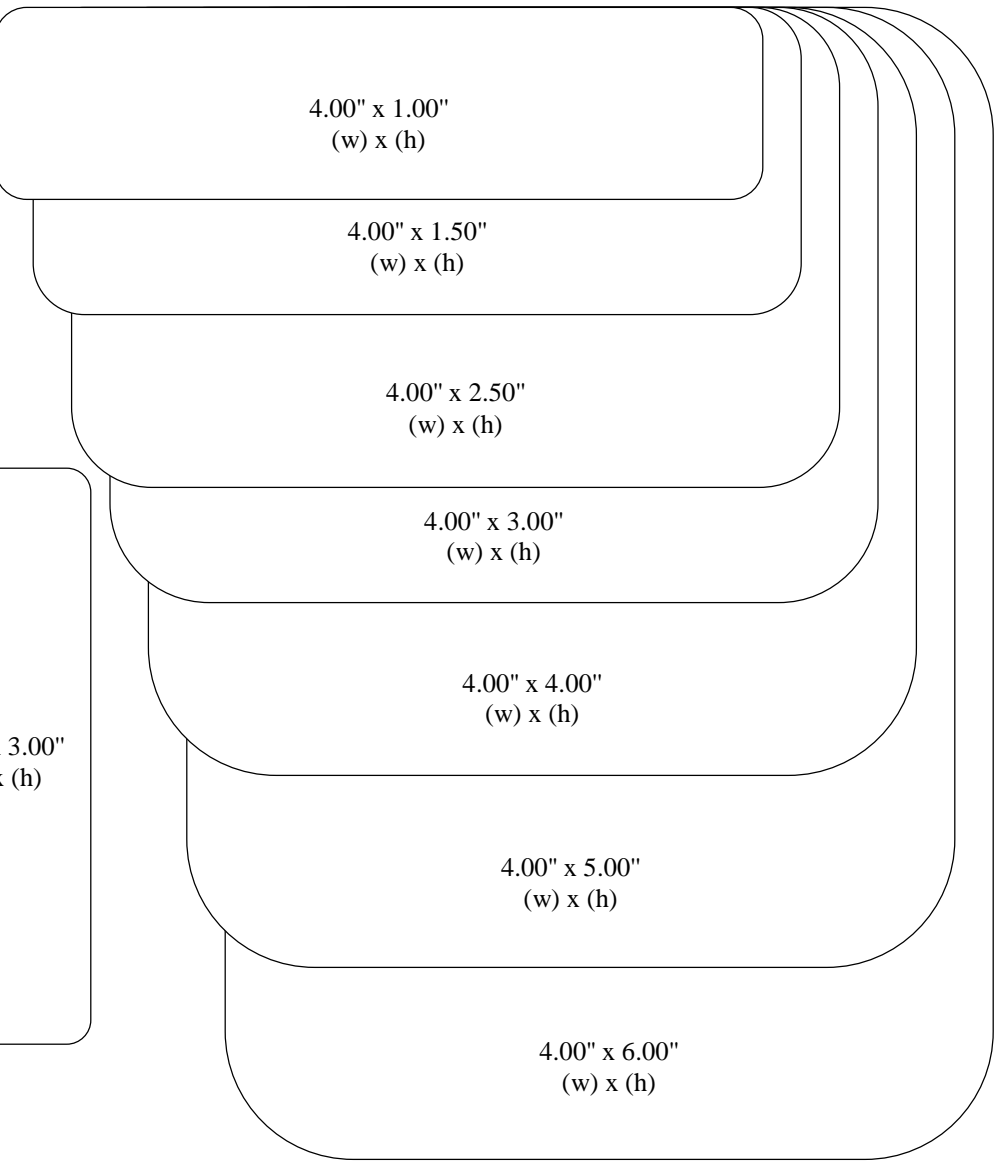 4.00" x 1.00"
(w) x (h)
4.00" x 1.50"
(w) x (h)
4.00" x 2.50"
(w) x (h)
4.00" x 3.00"
(w) x (h)
4.00" x 4.00"
(w) x (h)
3.00"
(h)
4.00" x 5.00"
(w) x (h)
4.00" x 6.00"
(w) x (h)